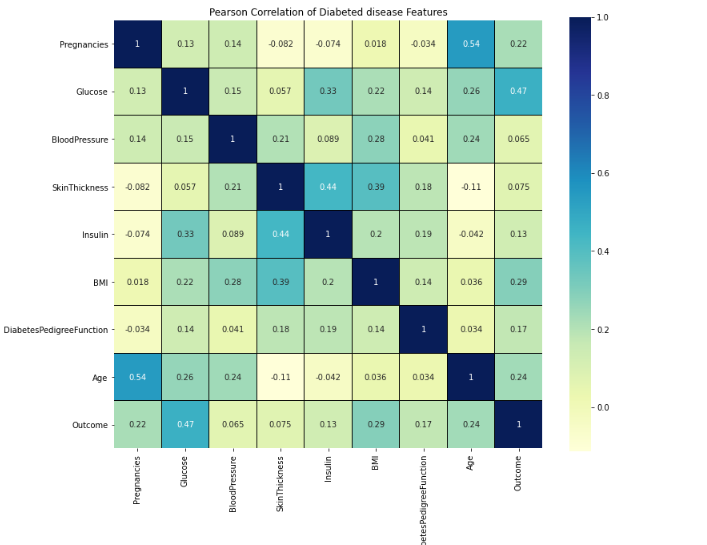 Pearson Correlation of Diabeted disease Features
Pregnancies 1 0.13 0.14 -0.082 -0.074 0.018 -0.034 0.54 0.22
Glucose 0.13 1 0.15 0.057 0.33 0.22 0.14 0.26 0.47
BloodPressure 0.14 0.15 1 0.21 0.089 0.28 0.041 0.24 0.065
SkinThickness -0.082 0.057 0.21 1 0.44 0.39 0.18 -0.11 0.075
Insulin -0.074 0.33 0.089 0.44 1 0.2 0.19 -0.042 0.13
BMI 0.018 0.22 0.28 0.39 0.2 1 0.14 0.036 0.29
DiabetesPedigreeFunction -0.034 0.14 0.041 0.18 0.19 0.14 1 0.034 0.17
Age 0.54 0.26 0.24 -0.11 -0.042 0.036 0.034 1 0.24
Outcome 0.22 0.47 0.065 0.075 0.13 0.29 0.17 0.24 1
Pregnancies
Glucose
BloodPressure
SkinThickness
Insulin
BMI
betesPedigreeFunction
Age
Outcome
1.0
0.8
0.6
0.4
0.2
0.0